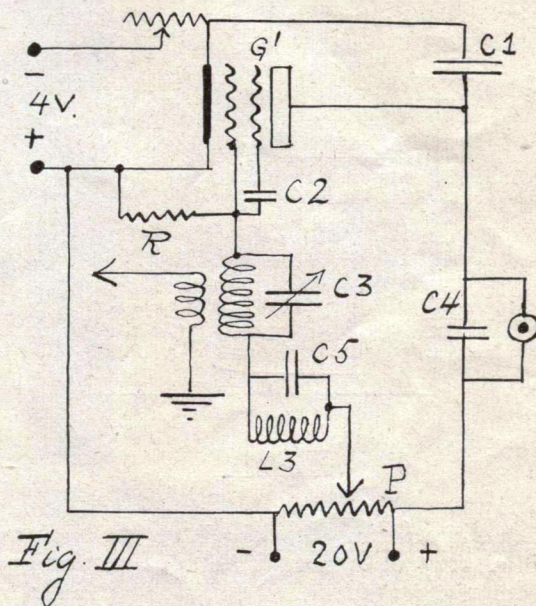 G'
C1
-
4V.
+
C2
R
C3
C4
C5
L3
P
- 20V +
Fig. III